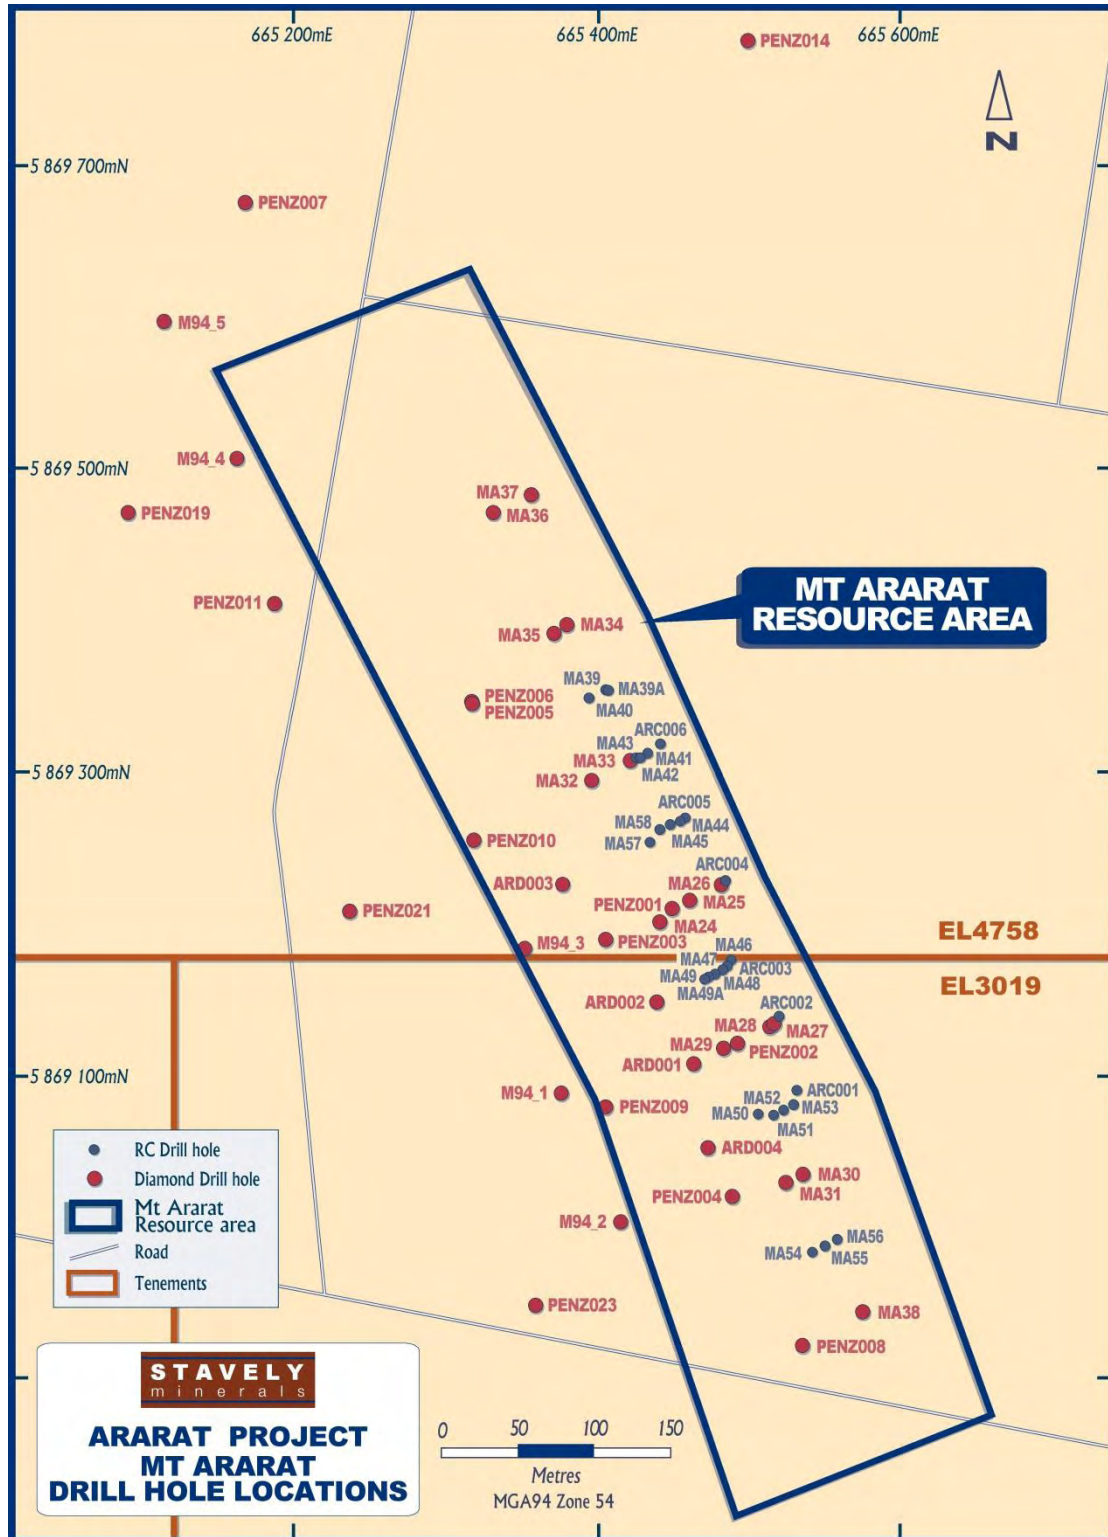 665 200mE
665 400mE
665 600mE
PENZ014
N
5 869 700mN
PENZ007
M94_5
M94_4
5 869 500mN
PENZ019
MA37
MA36
MT ARARAT
RESOURCE AREA
PENZ011
MA34
MA35
MA39
MA39A
PENZ006
PENZ005
MA40
ARC006
MA43
MA41
MA33
MA42
5 869 300mN
MA32
ARC005
MA58
MA44
MA45
MA57
PENZ010
ARC004
ARD003
MA26
MA25
PENZ001
PENZ021
MA24
PENZ003
M94_3
EL4758
MA46
MA47
ARC003
MA49
MA48
MA49A
EL3019
ARD002
ARC002
MA28
MA27
MA29
PENZ002
ARD001
5 869 100mN
M94_1
ARC001
MA52
MA53
PENZ009
MA50
MA51
ARD004
MA30
MA31
PENZ004
M94_2
MA56
MA54
MA55
PENZ023
MA38
PENZ008
RC Drill hole
Diamond Drill hole
Mt Ararat
Resource area
Road
Tenements
STAVELY
minerals
ARARAT PROJECT
MT ARARAT
DRILL HOLE LOCATIONS
0 50 100 150
Metres
MGA94 Zone 54